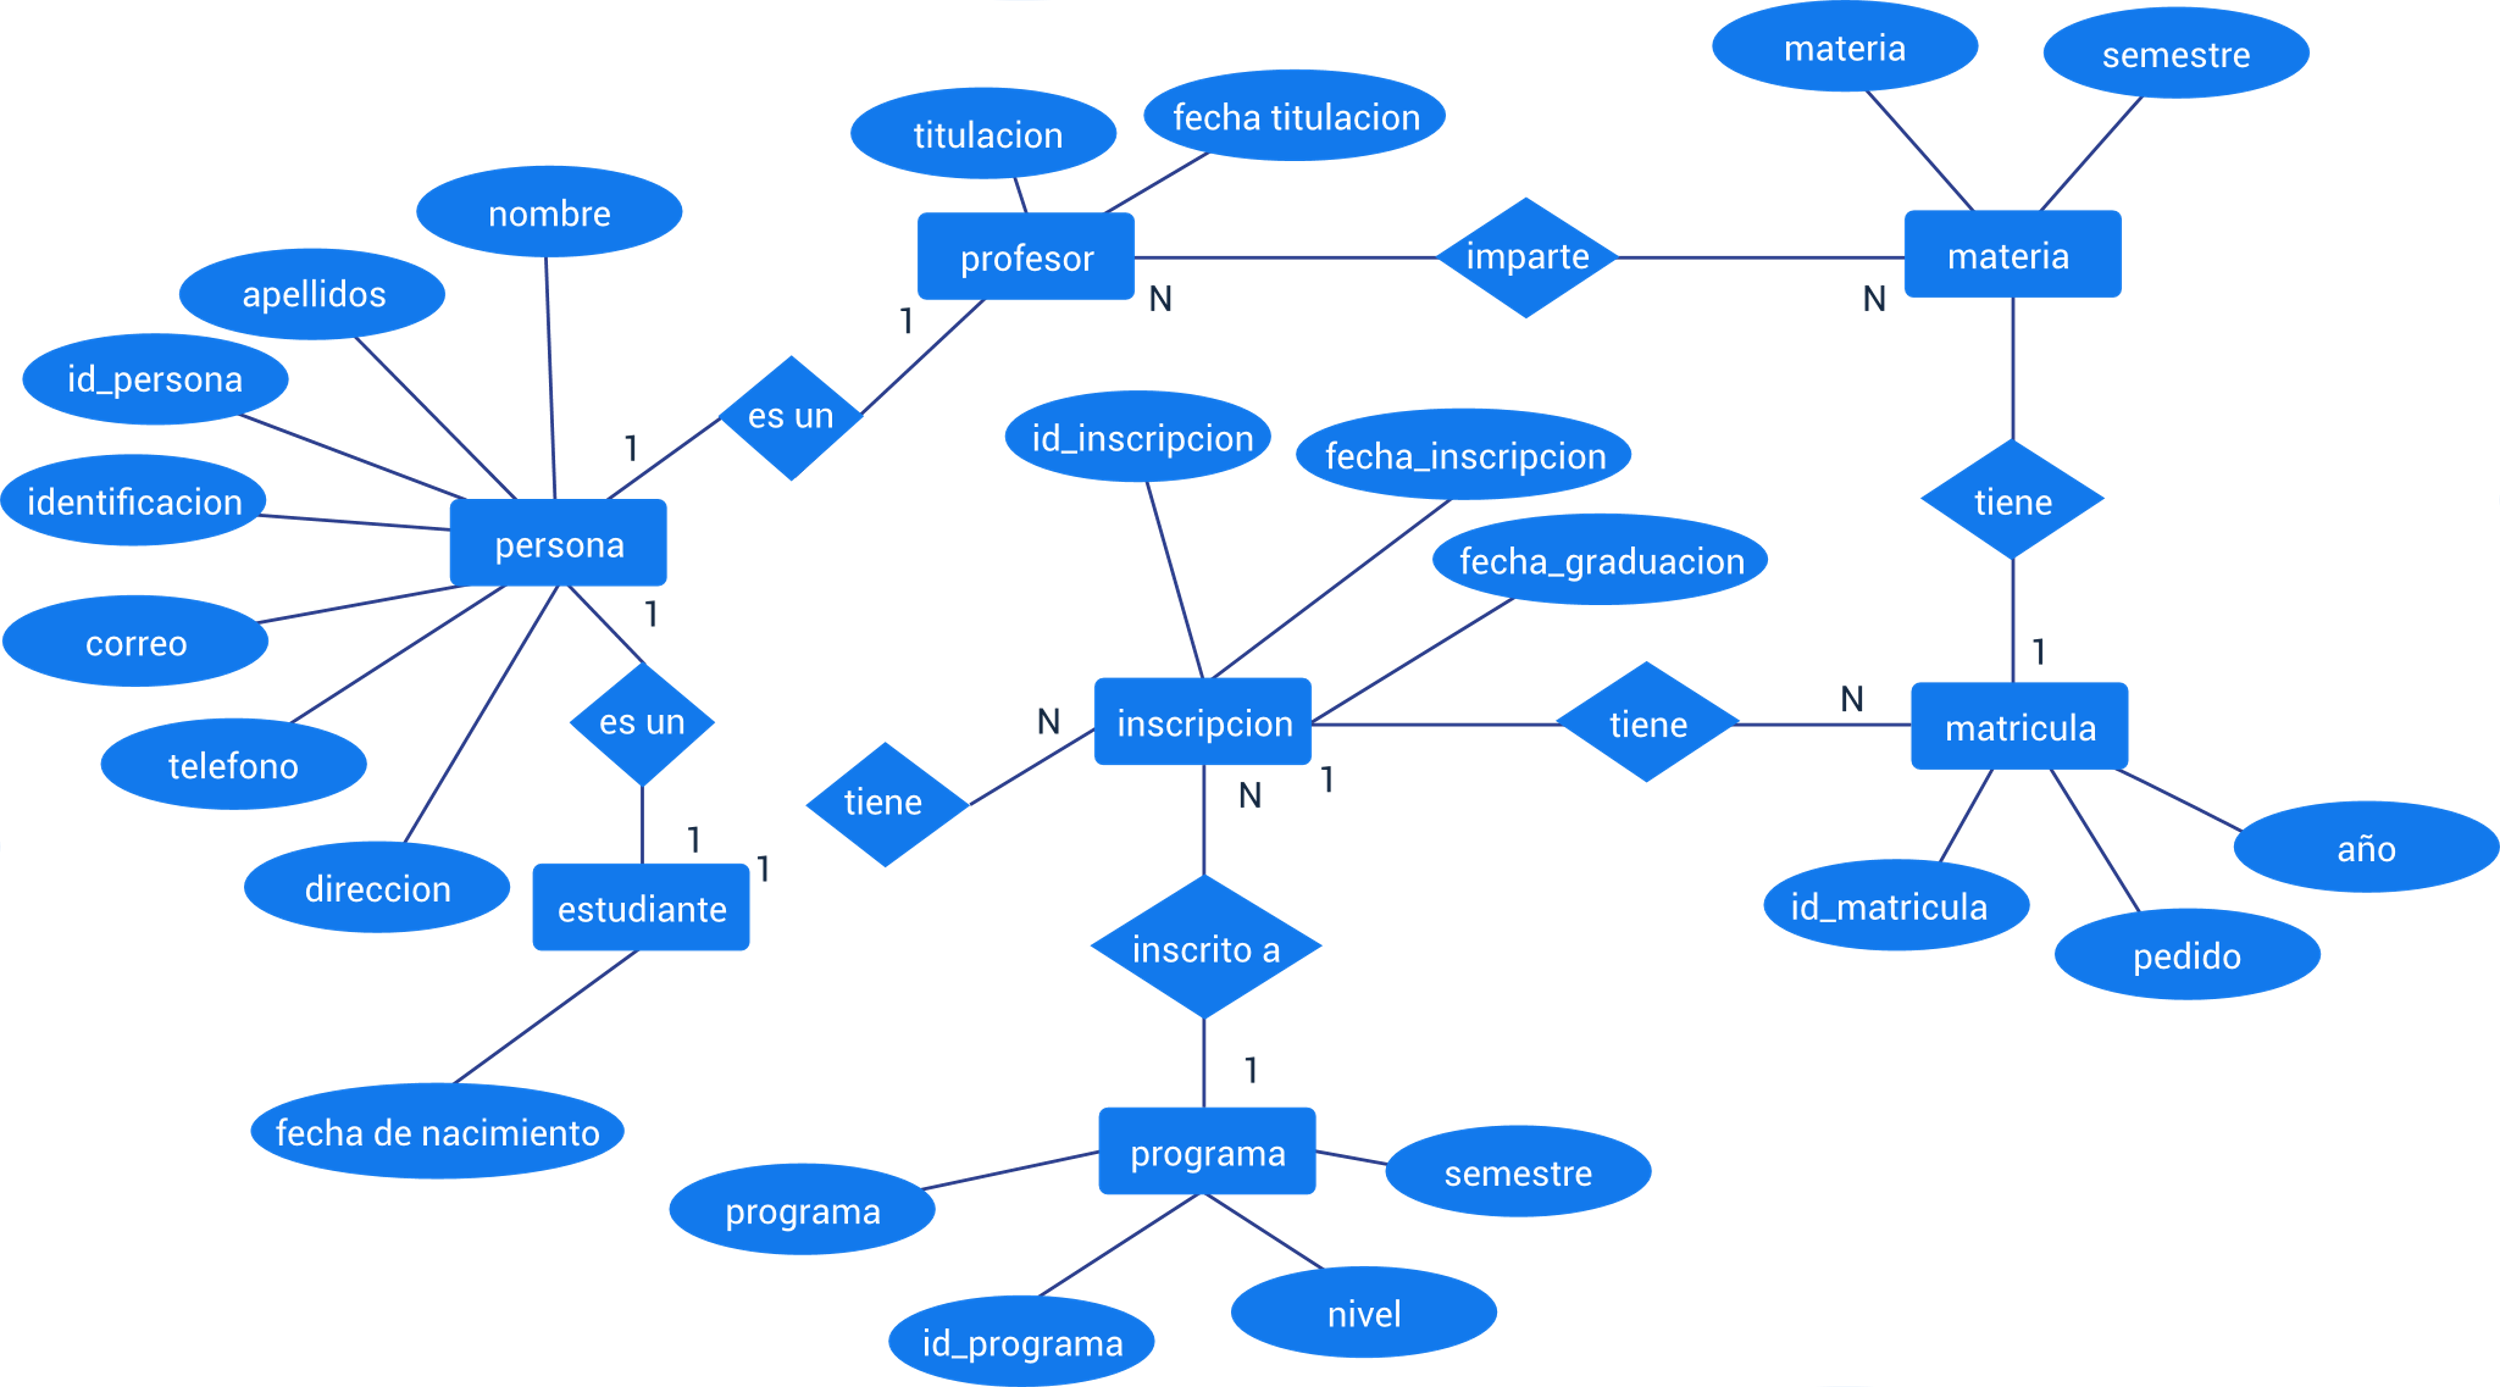 materia
semestre
fecha titulacion
titulacion
nombre
profesor
imparte
materia
N
N
apellidos
1
id_persona
es un
1
id_inscripcion
fecha_inscripcion
identificacion
tiene
persona
fecha_graduacion
1
correo
1
es un
N
inscripcion
tiene
N
matricula
telefono
1
N
tiene
1
1
año
direccion
estudiante
id_matricula
inscrito a
pedido
1
fecha de nacimiento
programa
semestre
programa
nivel
id_programa